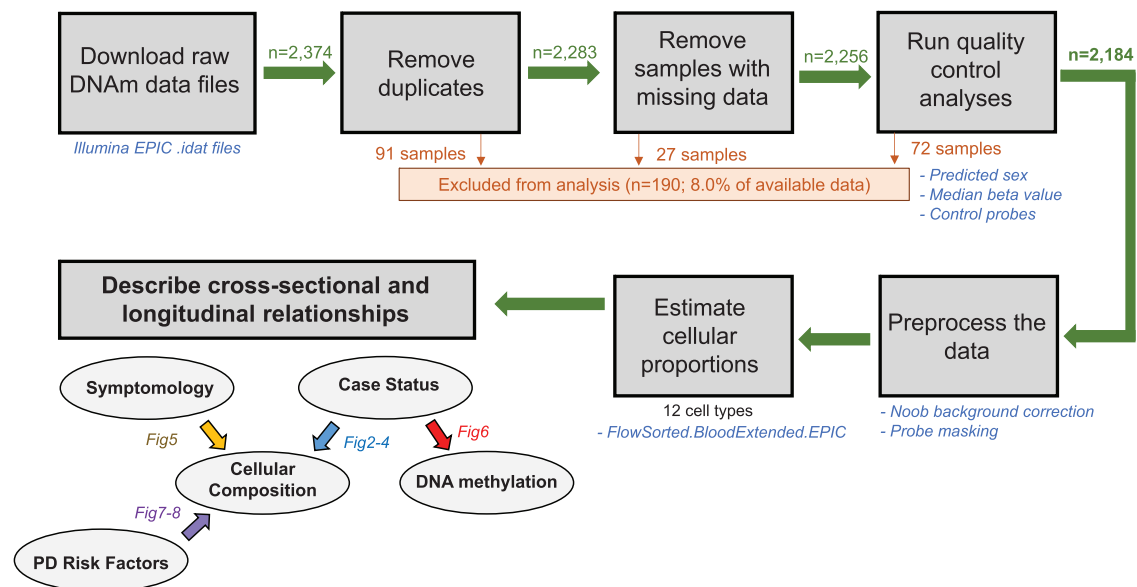 Download raw
DNAm data files
n=2,374
Remove
duplicates
n=2,283
Remove
samples with
missing data
n=2,256
Run quality
control
analyses
n=2,184
Illumina EPIC .idat files
91 samples
27 samples
72 samples
Excluded from analysis (n=190; 8.0% of available data)
- Predicted sex
- Median beta value
- Control probes
Describe cross-sectional and
longitudinal relationships
Estimate
cellular
proportions
Preprocess the
data
12 cell types
- FlowSorted.BloodExtended.EPIC
- Noob background correction
- Probe masking
Symptomology
Case Status
Fig5
Fig2-4
Fig6
Cellular
Composition
DNA methylation
Fig7-8
PD Risk Factors